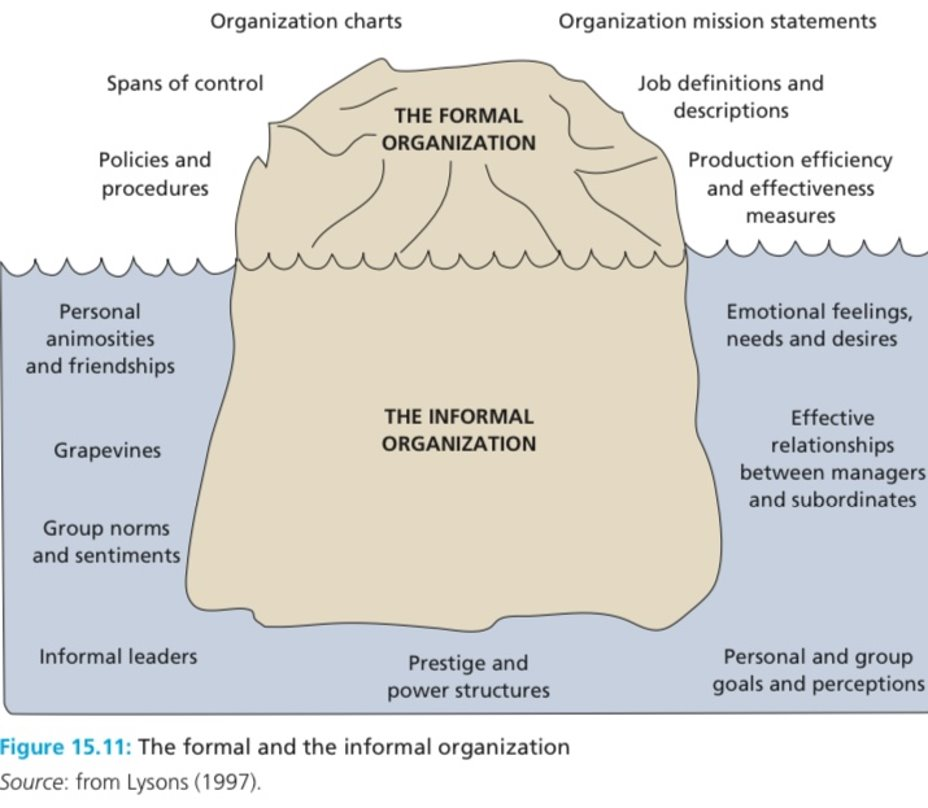 Organization charts
Organization mission statements
Spans of control
Job definitions and
descriptions
THE FORMAL
ORGANIZATION
Policies and
procedures
Production efficiency
and effectiveness
measures
Personal
animosities
and friendships
Emotional feelings,
needs and desires
THE INFORMAL
ORGANIZATION
Effective
relationships
between managers
and subordinates
Grapevines
Group norms
and sentiments
Informal leaders
Prestige and
power structures
Personal and group
goals and perceptions
Figure 15.11: The formal and the informal organization
Source: from Lysons (1997).